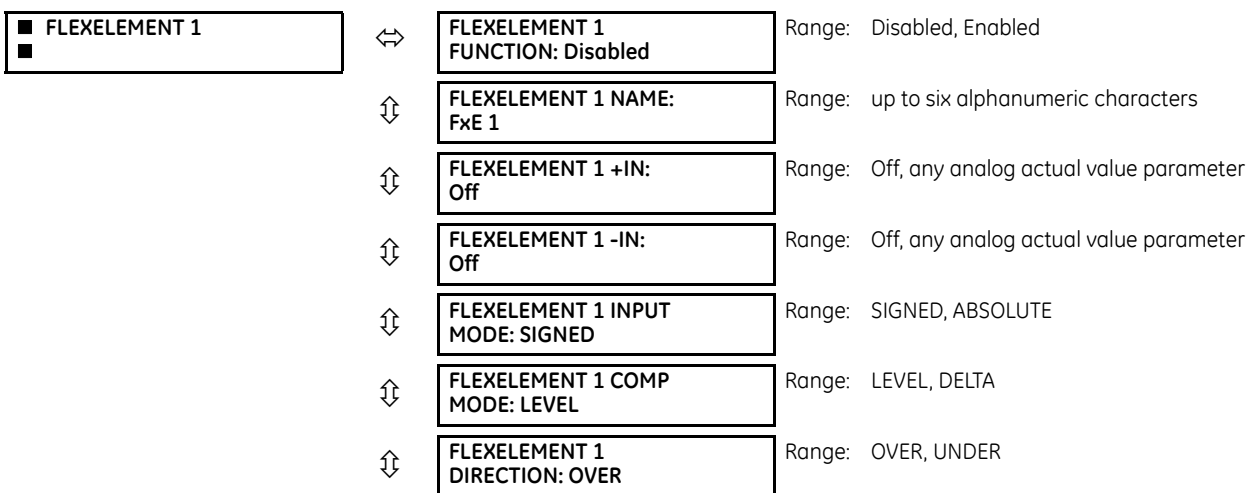 ■ FLEXELEMENT 1
■
FLEXELEMENT 1
FUNCTION: Disabled
Range: Disabled, Enabled
FLEXELEMENT 1 NAME:
FxE 1
Range: up to six alphanumeric characters
FLEXELEMENT 1 +IN:
Off
Range: Off, any analog actual value parameter
FLEXELEMENT 1 -IN:
Off
Range: Off, any analog actual value parameter
FLEXELEMENT 1 INPUT
MODE: SIGNED
Range: SIGNED, ABSOLUTE
FLEXELEMENT 1 COMP
MODE: LEVEL
Range: LEVEL, DELTA
FLEXELEMENT 1
DIRECTION: OVER
Range: OVER, UNDER